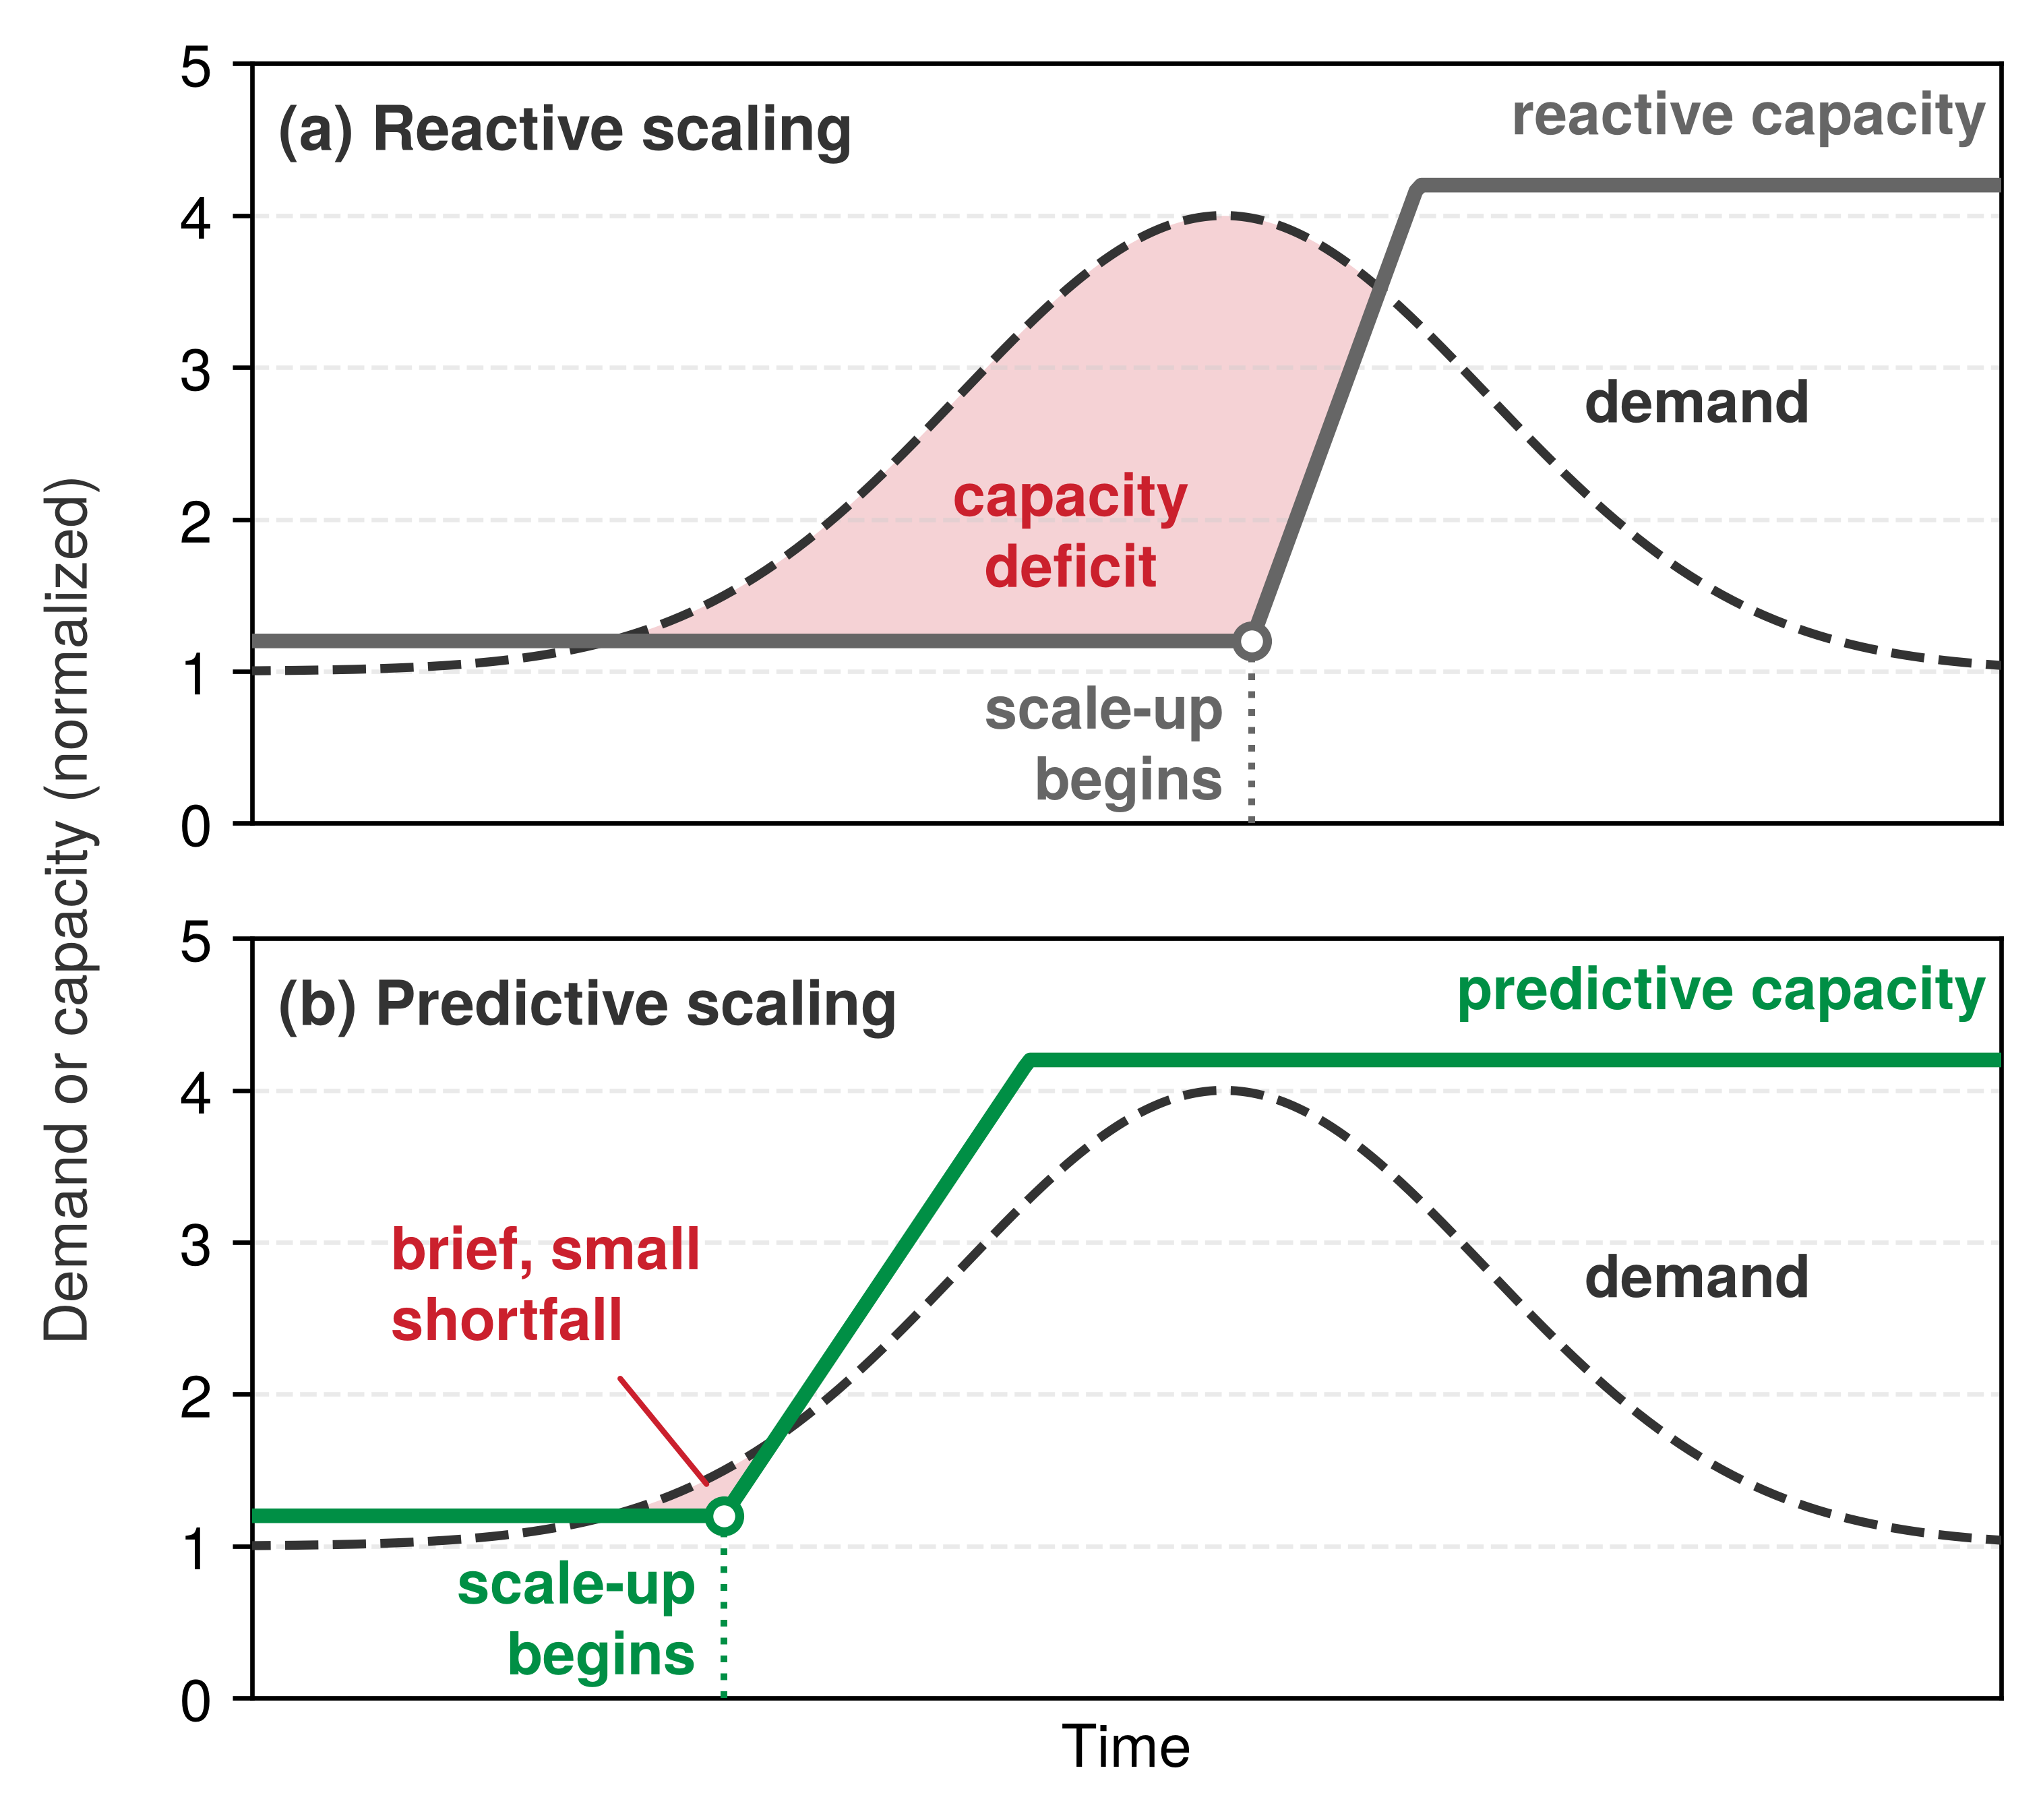 Demand or capacity (normalized)
5
4
3
2
1
0
(a) Reactive scaling
reactive capacity
demand
capacity
deficit
scale-up
begins
5
4
3
2
1
0
(b) Predictive scaling
predictive capacity
brief, small
shortfall
demand
scale-up
begins
Time